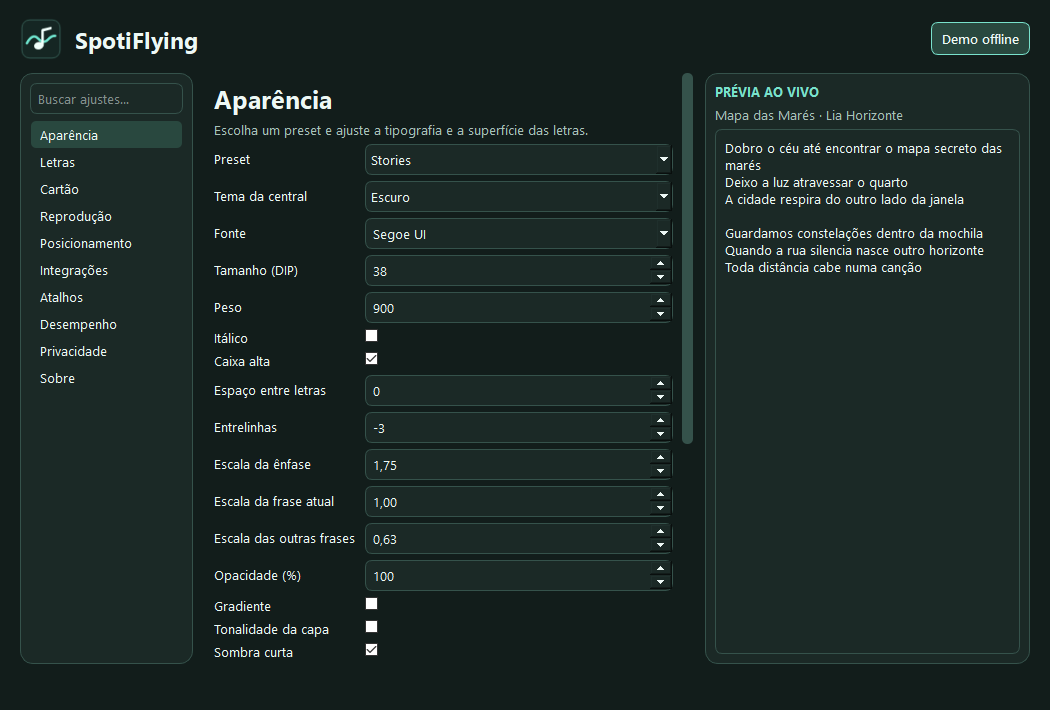 SpotiFlying
Demo offline
Buscar ajustes...
Aparência
Letras
Cartão
Reprodução
Posicionamento
Integrações
Atalhos
Desempenho
Privacidade
Sobre
Aparência
Escolha um preset e ajuste a tipografia e a superfície das letras.
Preset Stories
Tema da central Escuro
Fonte Segoe UI
Tamanho (DIP) 38
Peso 900
Itálico
Caixa alta
Espaço entre letras 0
Entrelinhas -3
Escala da ênfase 1,75
Escala da frase atual 1,00
Escala das outras frases 0,63
Opacidade (%) 100
Gradiente
Tonalidade da capa
Sombra curta
PRÉVIA AO VIVO
Mapa das Marés · Lia Horizonte
Dobro o céu até encontrar o mapa secreto das
marés
Deixo a luz atravessar o quarto
A cidade respira do outro lado da janela
Guardamos constelações dentro da mochila
Quando a rua silencia nasce outro horizonte
Toda distância cabe numa canção